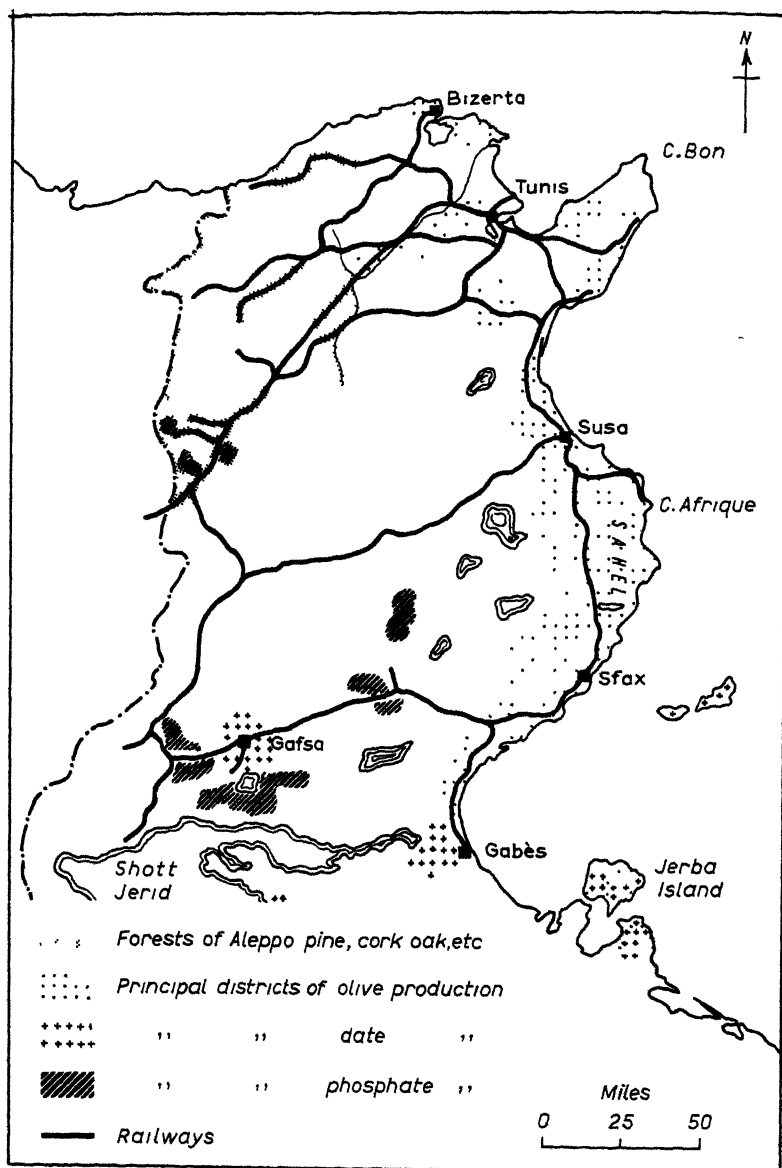 N
Bizerta
C. Bon
Tunis
Susa
C. Afrique
SAHEL
Sfax
Gafsa
Gabès
Shott
Jerid
Jerba
Island
Forests of Aleppo pine, cork oak, etc
Principal districts of olive production
,, ,, date ,,
,, ,, phosphate ,,
Railways
Miles
0 25 50